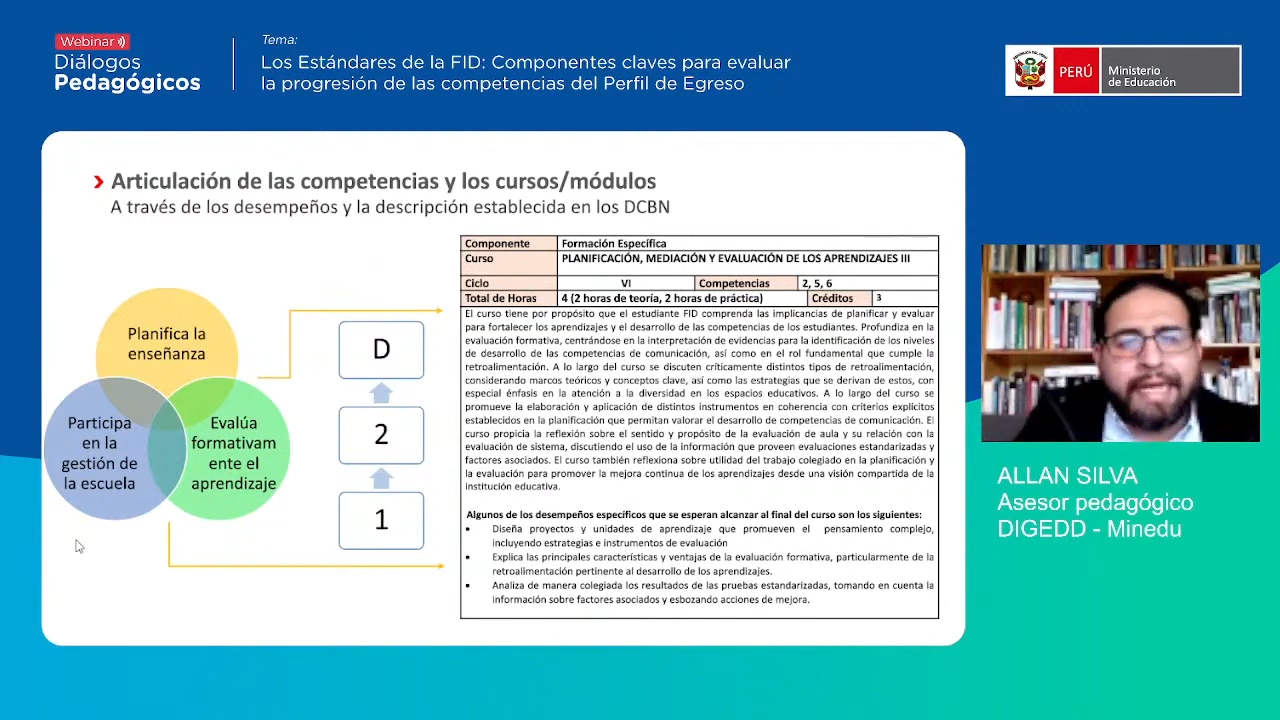 Webinar
Diálogos
Pedagógicos
Tema:
Los Estándares de la FID: Componentes claves para evaluar
la progresión de las competencias del Perfil de Egreso
PERÚ
Ministerio
de Educación
Articulación de las competencias y los cursos/módulos
A través de los desempeños y la descripción establecida en los DCBN
Planifica la
enseñanza
Participa
en la
gestión de
la escuela
Evalúa
formativam
ente el
aprendizaje
D
2
1
Componente Formación Específica
Curso PLANIFICACIÓN, MEDIACIÓN Y EVALUACIÓN DE LOS APRENDIZAJES III
Ciclo VI Competencias 2, 5, 6
Total de Horas 4 (2 horas de teoría, 2 horas de práctica) Créditos 3
El curso tiene por propósito que el estudiante FID comprenda las implicancias de planificar y evaluar
para fortalecer los aprendizajes y el desarrollo de las competencias de los estudiantes. Profundiza en la
evaluación formativa, centrándose en la interpretación de evidencias para la identificación de los niveles
de desarrollo de las competencias de comunicación, así como en el rol fundamental que cumple la
retroalimentación. A lo largo del curso se discuten críticamente distintos tipos de retroalimentación,
considerando marcos teóricos y conceptos clave, así como las estrategias que se derivan de estos, con
especial énfasis en la atención a la diversidad en los espacios educativos. A lo largo del curso se
promueve la elaboración y aplicación de distintos instrumentos en coherencia con criterios explícitos
establecidos en la planificación que permitan valorar el desarrollo de competencias de comunicación. El
curso propicia la reflexión sobre el sentido y propósito de la evaluación de aula y su relación con la
evaluación de sistema, discutiendo el uso de la información que proveen evaluaciones estandarizadas y
factores asociados. El curso también reflexiona sobre utilidad del trabajo colegiado en la planificación y
la evaluación para promover la mejora continua de los aprendizajes desde una visión compartida de la
institución educativa.
Algunos de los desempeños específicos que se esperan alcanzar al final del curso son los siguientes:
• Diseña proyectos y unidades de aprendizaje que promueven el pensamiento complejo,
incluyendo estrategias e instrumentos de evaluación
• Explica las principales características y ventajas de la evaluación formativa, particularmente de la
retroalimentación pertinente al desarrollo de los aprendizajes.
• Analiza de manera colegiada los resultados de las pruebas estandarizadas, tomando en cuenta la
información sobre factores asociados y esbozando acciones de mejora.
ALLAN SILVA
Asesor pedagógico
DIGEDD - Minedu